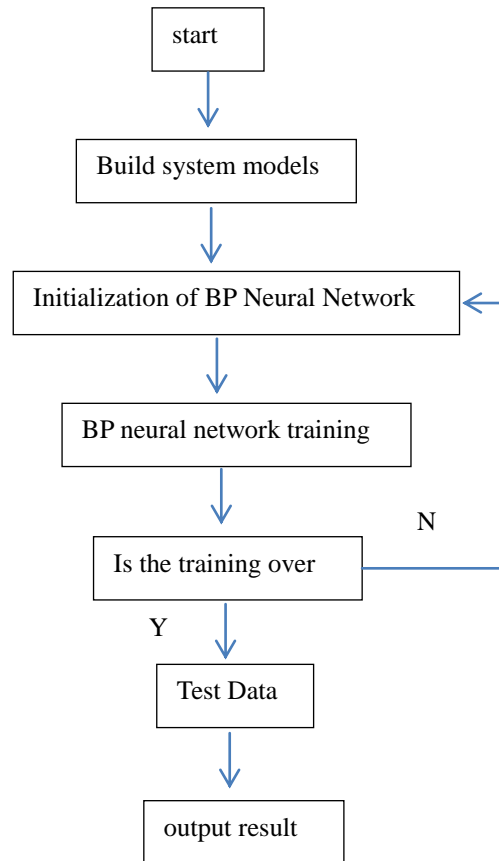 start
Build system models
Initialization of BP Neural Network
BP neural network training
N
Is the training over
Y
Test Data
output result